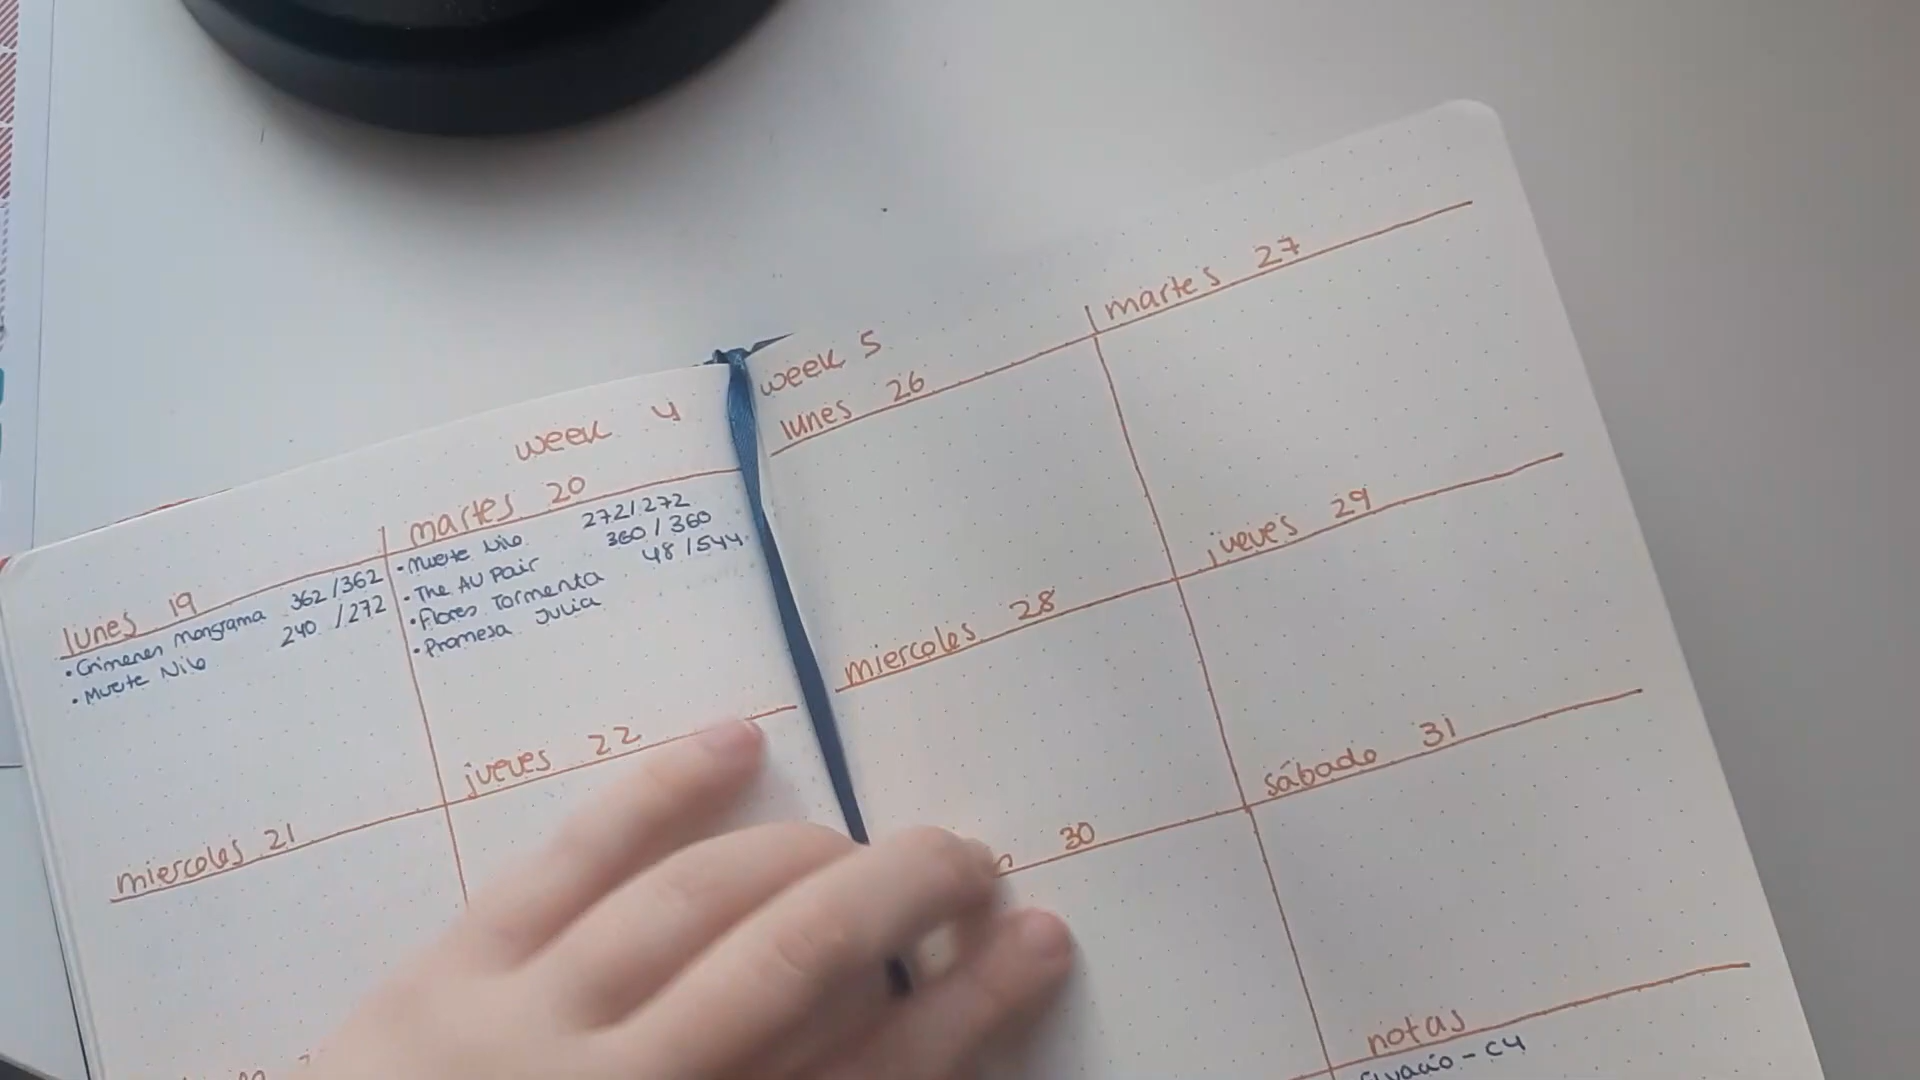 week 4
lunes 19
• Crimenes monograma 362/362
• Muerte Nilo 240 /272
martes 20
• Muerte Nilo 272/272
• The AU Pair 360/360
• Flores Tormenta 48/544
• Promesa Julia
miercoles 21
jueves 22
week 5
lunes 26
martes 27
miercoles 28
jueves 29
30
sábado 31
notas
- C4